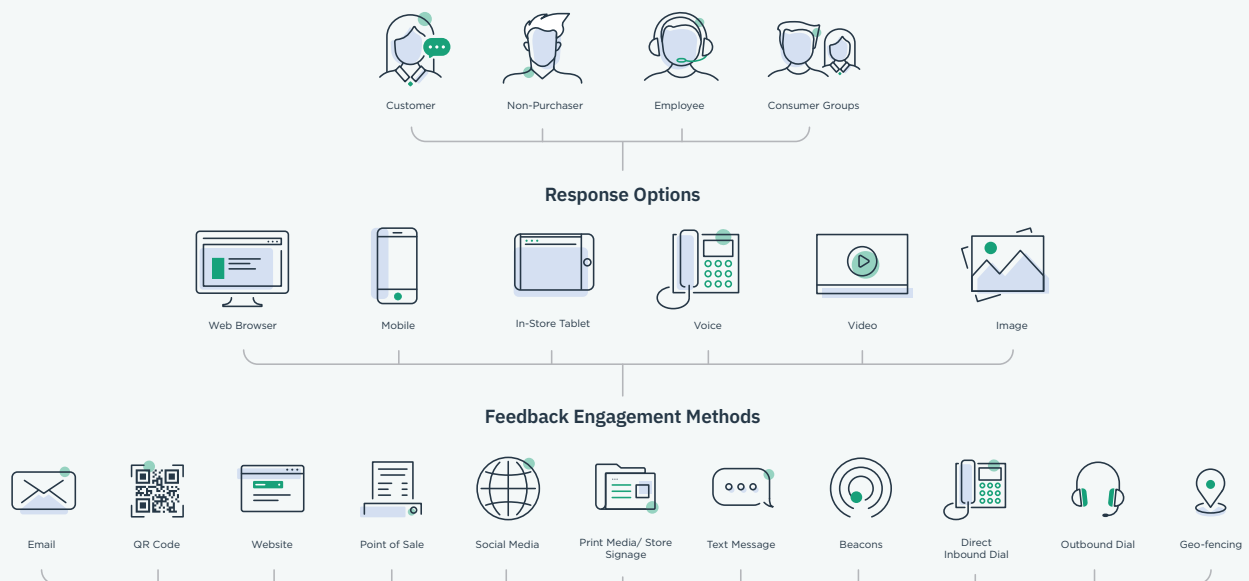 Customer
Non-Purchaser
Employee
Consumer Groups
Response Options
Web Browser
Mobile
In-Store Tablet
Voice
Video
Image
Feedback Engagement Methods
Email
QR Code
Website
Point of Sale
Social Media
Print Media/ Store
Signage
Text Message
Beacons
Direct
Inbound Dial
Outbound Dial
Geo-fencing